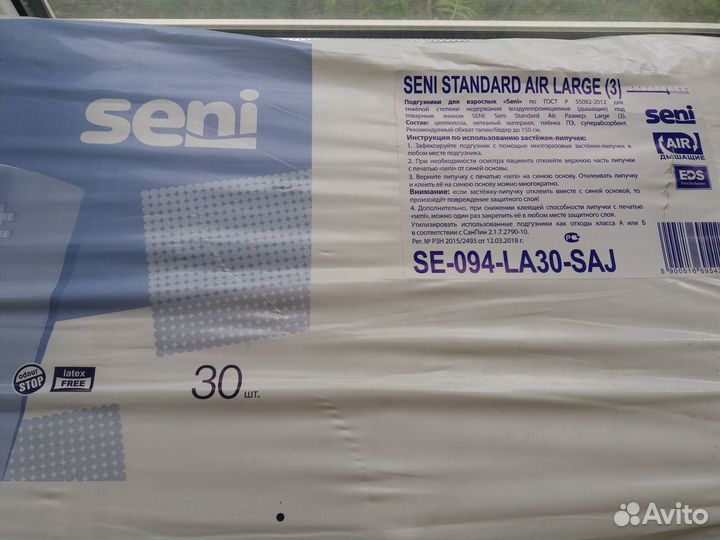 seni
SENI STANDARD AIR LARGE (3)
Подгузники для взрослых «Seni» по ГОСТ Р 55082-2012 для
тяжёлой степени недержания воздухопроницаемые (дышащие) под
товарным знаком SENI: Seni Standard Air. Размер: Large (3).
Состав: целлюлоза, нетканый материал, плёнка ПЭ, суперабсорбент.
Рекомендуемый обхват талии/бёдер до 150 см.
Инструкция по использованию застёжек-липучек:
1. Зафиксируйте подгузник с помощью многоразовых застёжек-липучек в
любом месте подгузника.
2. При необходимости осмотра пациента отклейте верхнюю часть липучки
с печатью «seni» от синей основы.
3. Верните липучку с печатью «seni» на синюю основу. Отклеивать липучку
и клеить её на синюю основу можно многократно.
Внимание: если застёжку-липучку отклеить вместе с синей основой, то
произойдёт повреждение защитного слоя!
4. Дополнительно, при снижении клеящей способности липучки с печатью
«seni», можно один раз закрепить её в любом месте защитного слоя.
Утилизировать использованные подгузники как отходы класса А или Б
в соответствии с СанПин 2.1.7.2790-10.
Рег. № РЗН 2015/2493 от 12.03.2018 г.
SE-094-LA30-SAJ
seni
AIR
ДЫШАЩИЕ
EDS
5 900516 6954
odour
STOP
latex
FREE
30 шт.
Avito